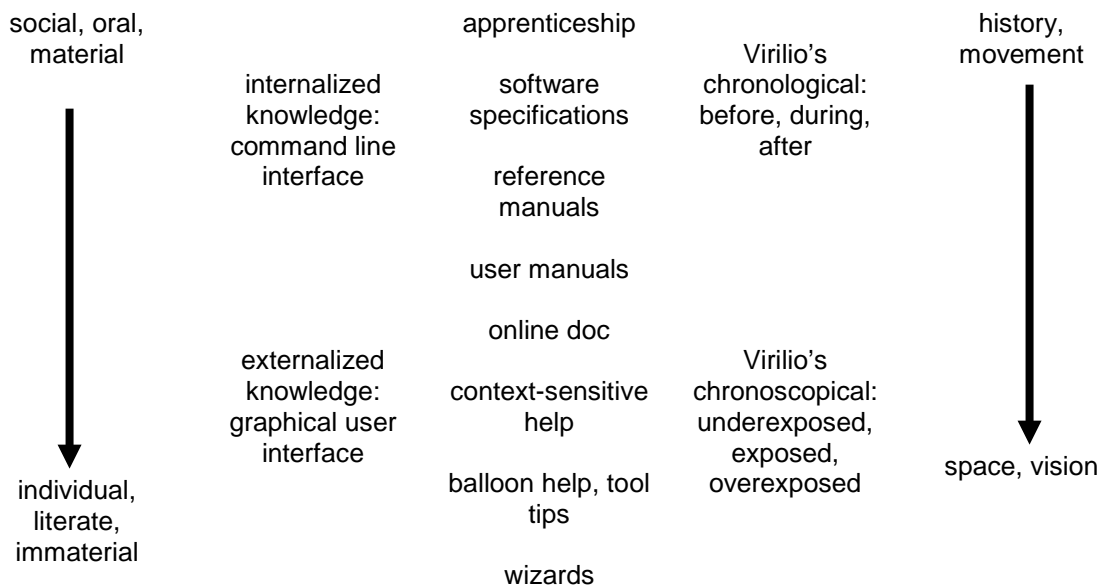 social, oral,
material
internalized
knowledge:
command line
interface
externalized
knowledge:
graphical user
interface
individual,
literate,
immaterial
apprenticeship
software
specifications
reference
manuals
user manuals
online doc
context-sensitive
help
balloon help, tool
tips
wizards
Virilio’s
chronological:
before, during,
after
Virilio’s
chronoscopical:
underexposed,
exposed,
overexposed
history,
movement
space, vision